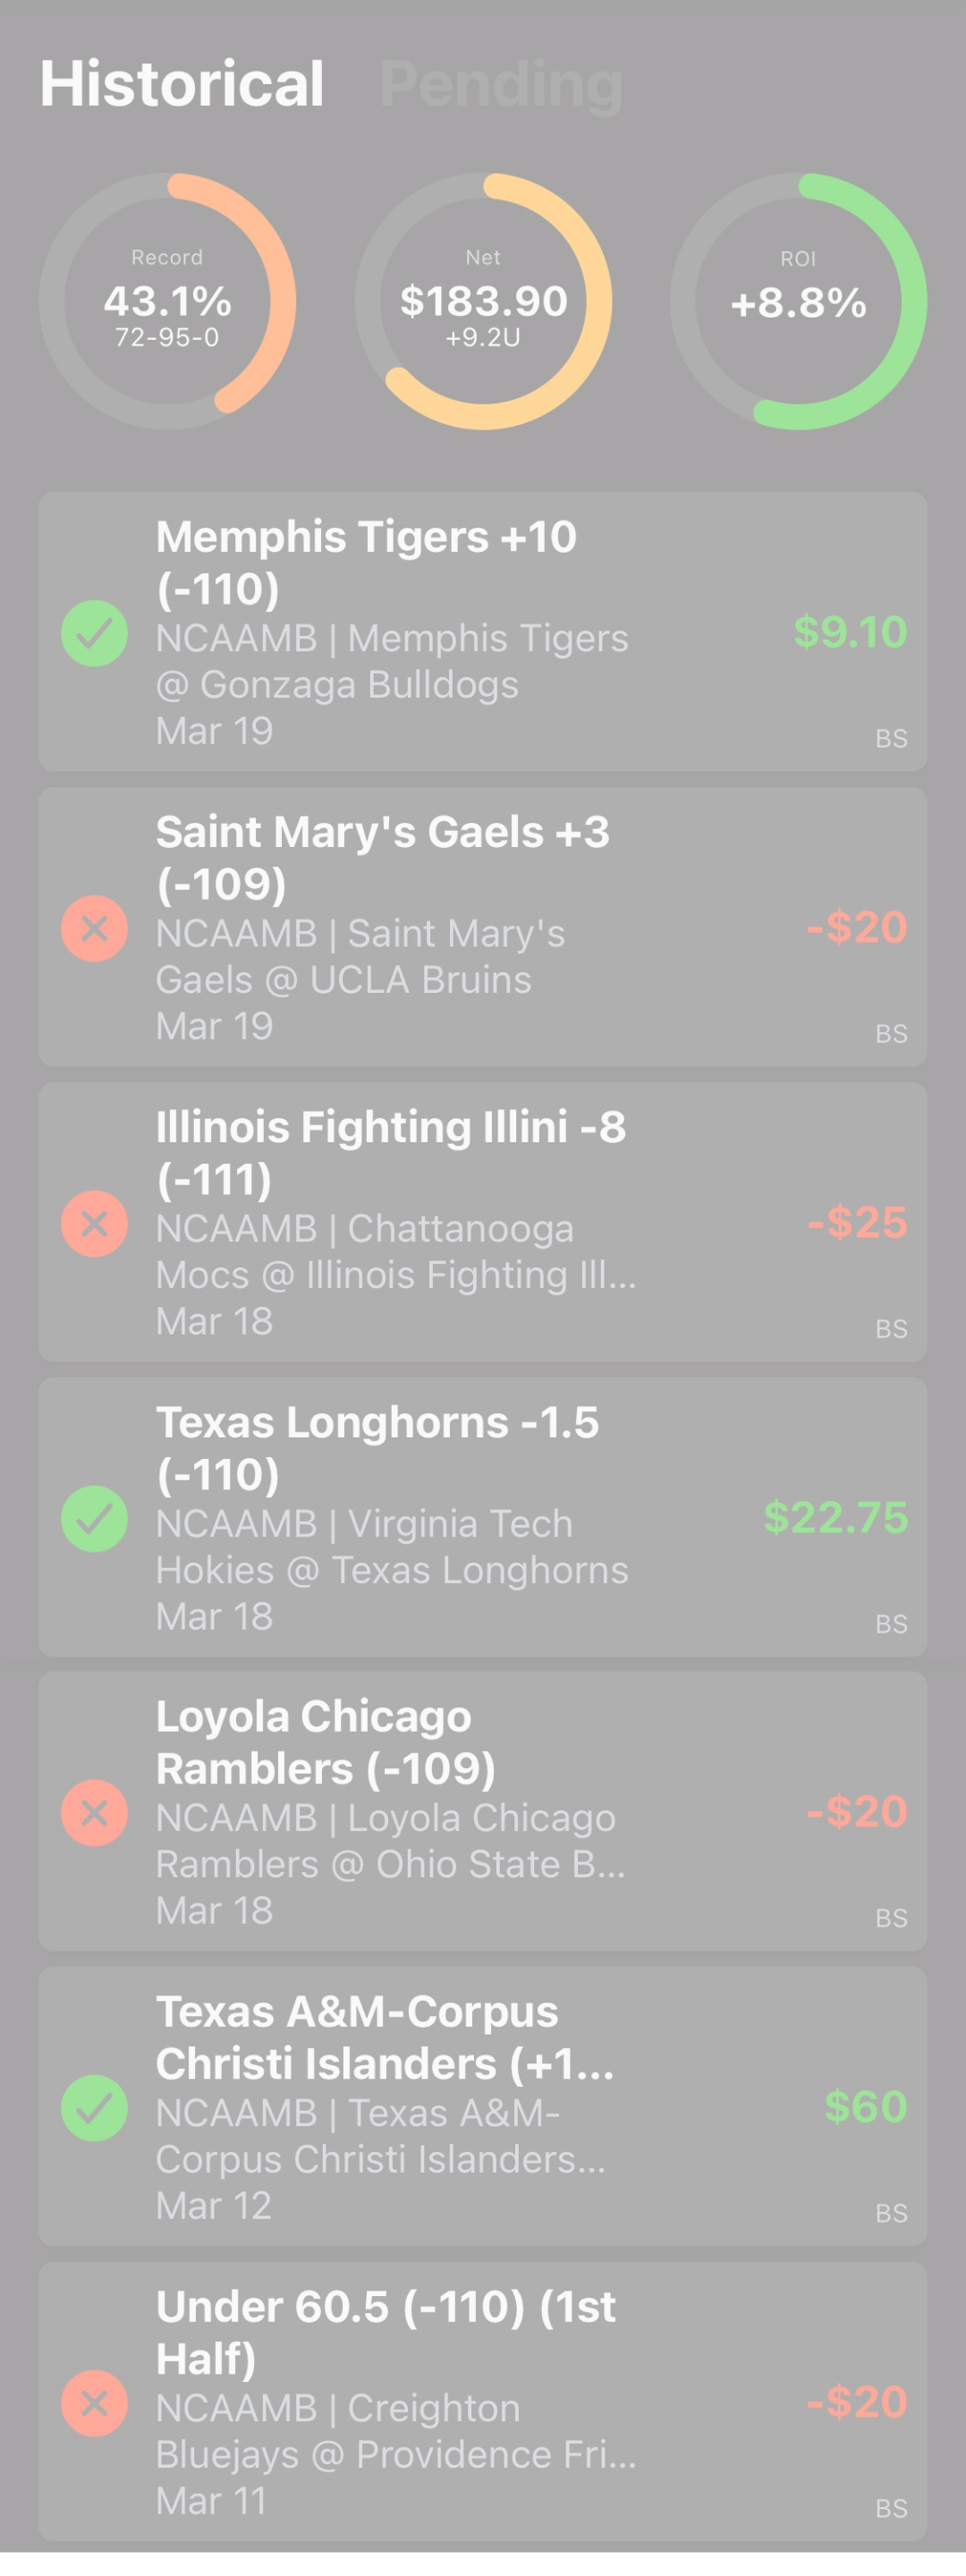 Historical Pending
Record
43.1%
72-95-0
Net
$183.90
+9.2U
ROI
+8.8%
Memphis Tigers +10
(-110)
NCAAMB | Memphis Tigers
@ Gonzaga Bulldogs
Mar 19
$9.10
BS
Saint Mary's Gaels +3
(-109)
NCAAMB | Saint Mary's
Gaels @ UCLA Bruins
Mar 19
-$20
BS
Illinois Fighting Illini -8
(-111)
NCAAMB | Chattanooga
Mocs @ Illinois Fighting Ill...
Mar 18
-$25
BS
Texas Longhorns -1.5
(-110)
NCAAMB | Virginia Tech
Hokies @ Texas Longhorns
Mar 18
$22.75
BS
Loyola Chicago
Ramblers (-109)
NCAAMB | Loyola Chicago
Ramblers @ Ohio State B...
Mar 18
-$20
BS
Texas A&M-Corpus
Christi Islanders (+1...
NCAAMB | Texas A&M-
Corpus Christi Islanders...
Mar 12
$60
BS
Under 60.5 (-110) (1st
Half)
NCAAMB | Creighton
Bluejays @ Providence Fri...
Mar 11
-$20
BS